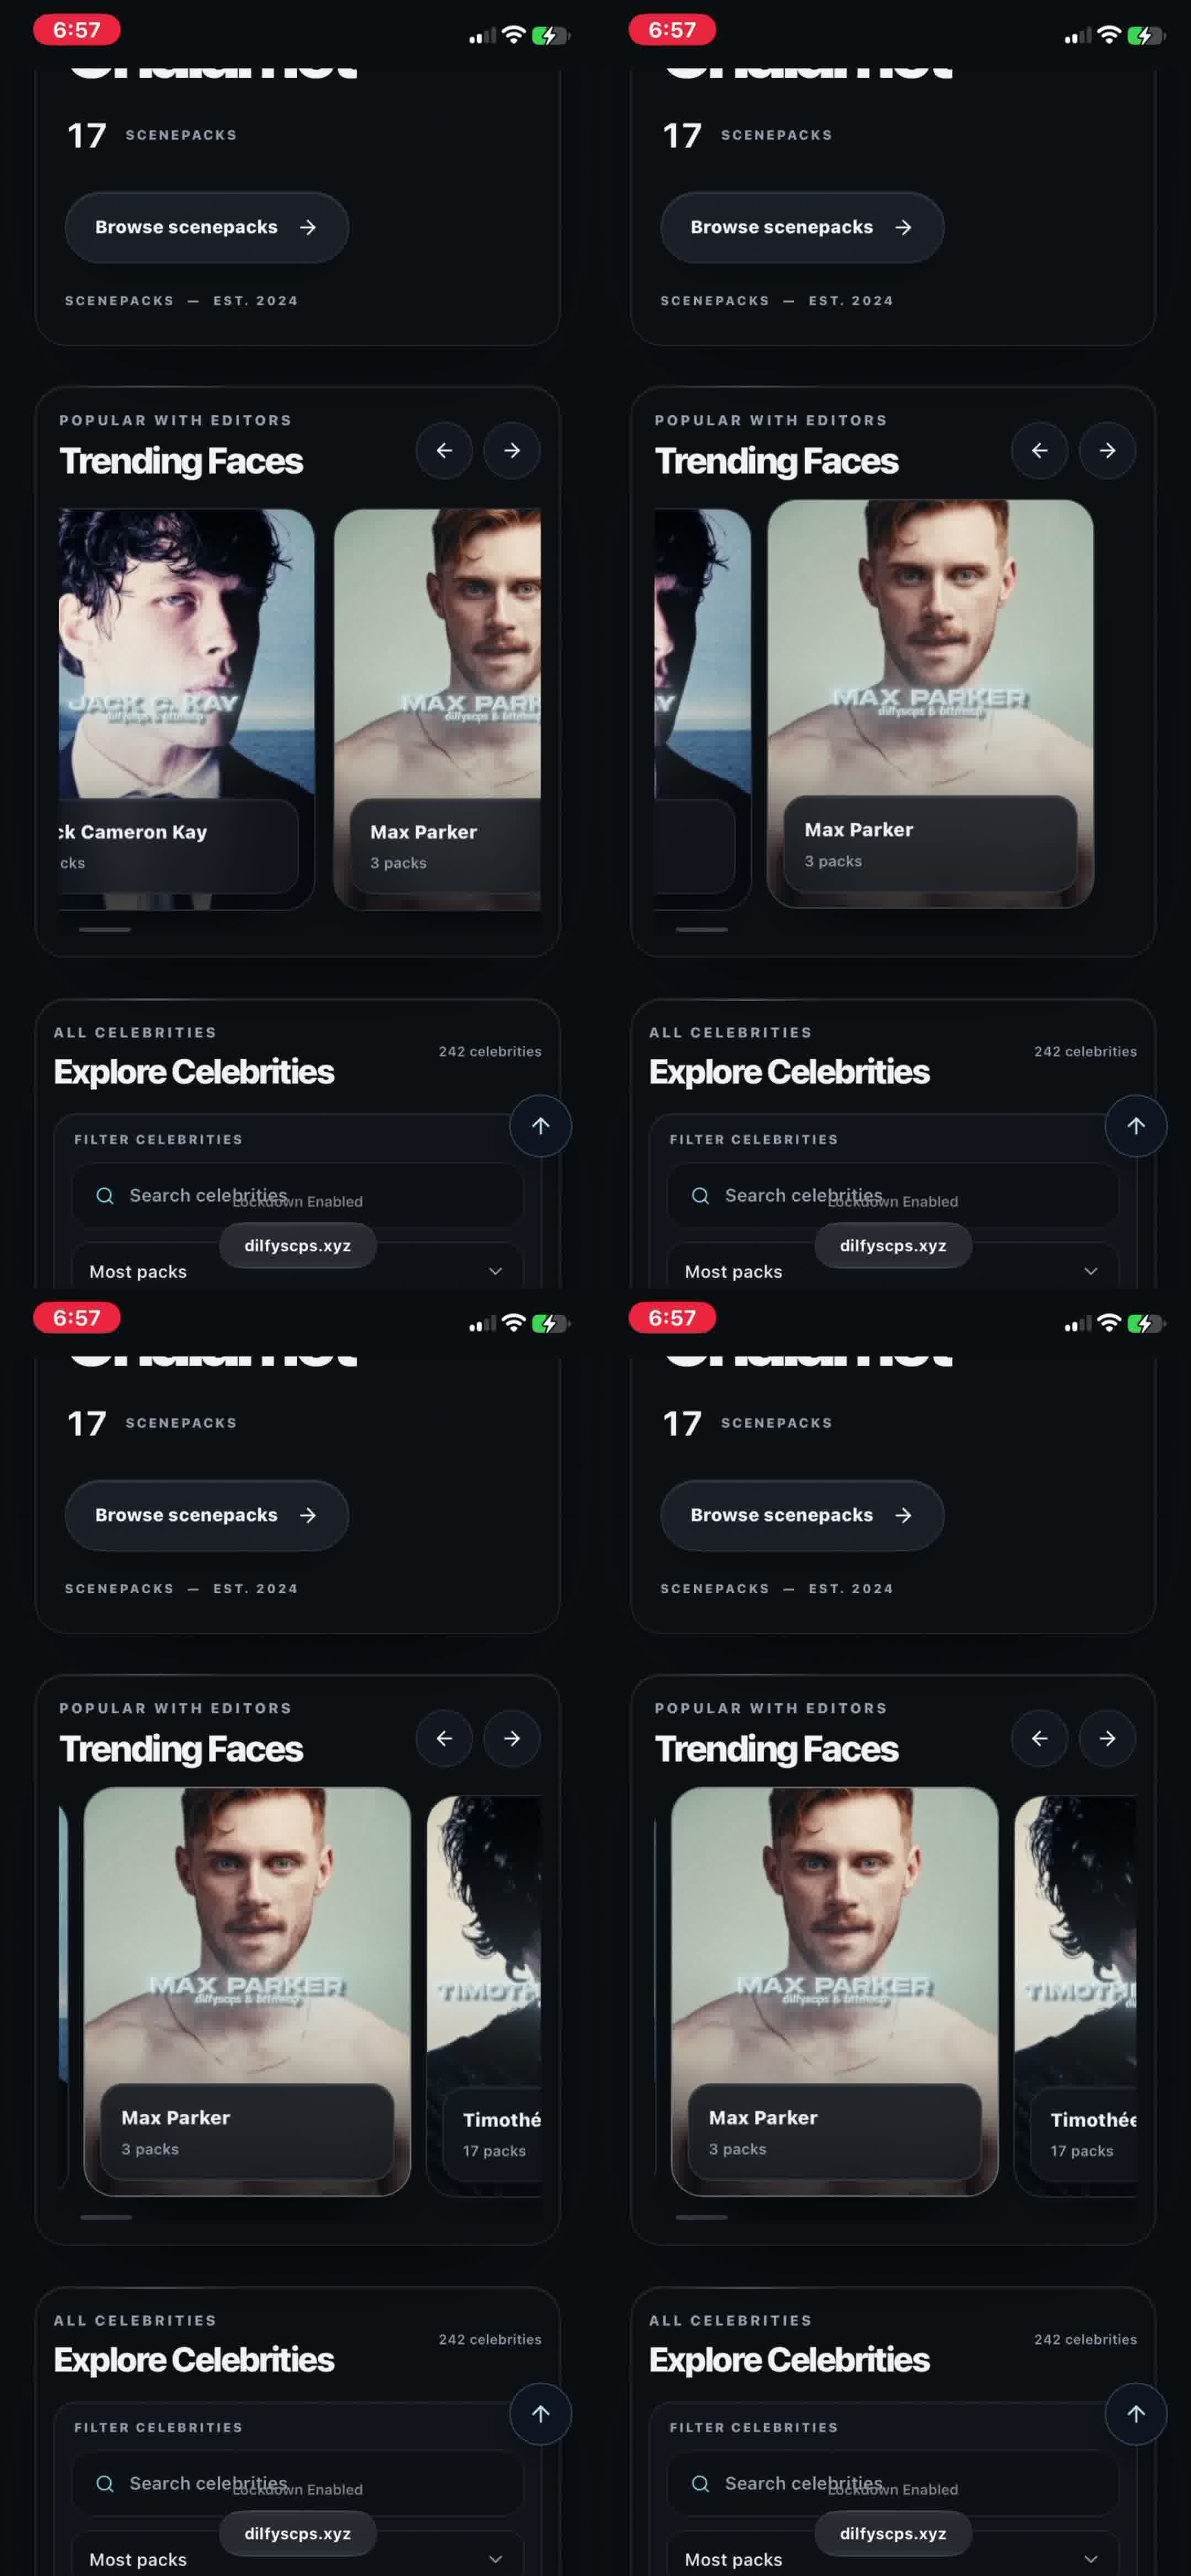 6:57
17 SCENEPACKS
Browse scenepacks
SCENEPACKS — EST. 2024
POPULAR WITH EDITORS
Trending Faces
JACK C. KAY
dilfyscps &
ck Cameron Kay
cks
MAX PARK
dilfyscps &
Max Parker
3 packs
ALL CELEBRITIES
Explore Celebrities
242 celebrities
FILTER CELEBRITIES
Search celebrities
Lockdown Enabled
dilfyscps.xyz
Most packs
6:57
17 SCENEPACKS
Browse scenepacks
SCENEPACKS — EST. 2024
POPULAR WITH EDITORS
Trending Faces
Y
MAX PARKER
dilfyscps &
Max Parker
3 packs
ALL CELEBRITIES
Explore Celebrities
242 celebrities
FILTER CELEBRITIES
Search celebrities
Lockdown Enabled
dilfyscps.xyz
Most packs
6:57
17 SCENEPACKS
Browse scenepacks
SCENEPACKS — EST. 2024
POPULAR WITH EDITORS
Trending Faces
MAX PARKER
dilfyscps &
Max Parker
3 packs
TIMOTH
Timothé
17 packs
ALL CELEBRITIES
Explore Celebrities
242 celebrities
FILTER CELEBRITIES
Search celebrities
Lockdown Enabled
dilfyscps.xyz
Most packs
6:57
17 SCENEPACKS
Browse scenepacks
SCENEPACKS — EST. 2024
POPULAR WITH EDITORS
Trending Faces
MAX PARKER
dilfyscps &
Max Parker
3 packs
TIMOTH
Timothée
17 packs
ALL CELEBRITIES
Explore Celebrities
242 celebrities
FILTER CELEBRITIES
Search celebrities
Lockdown Enabled
dilfyscps.xyz
Most packs